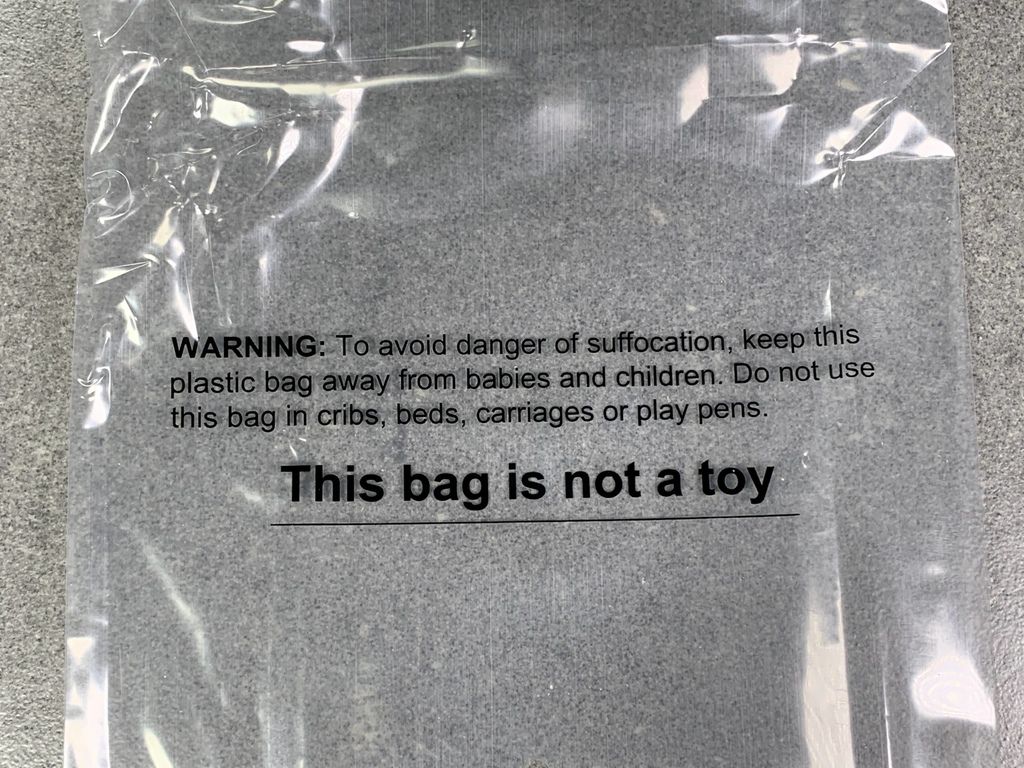 WARNING: To avoid danger of suffocation, keep this
plastic bag away from babies and children. Do not use
this bag in cribs, beds, carriages or play pens.
This bag is not a toy